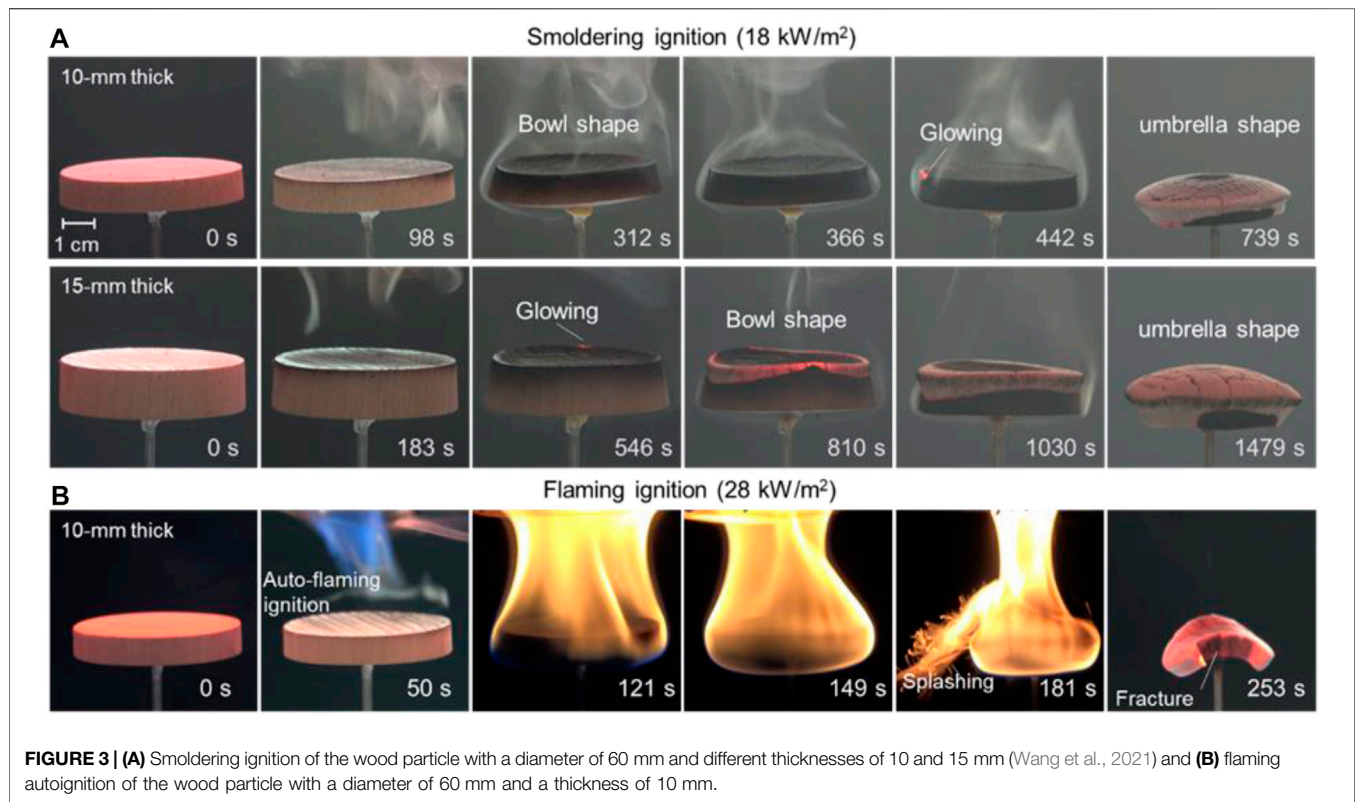 A
Smoldering ignition (18 kW/m²)
10-mm thick
Bowl shape
Glowing
umbrella shape
1 cm
0 s
98 s
312 s
366 s
442 s
739 s
15-mm thick
Glowing
Bowl shape
umbrella shape
0 s
183 s
546 s
810 s
1030 s
1479 s
B
Flaming ignition (28 kW/m²)
10-mm thick
Auto-flaming
ignition
0 s
50 s
121 s
149 s
Splashing
181 s
Fracture
253 s
FIGURE 3 | (A) Smoldering ignition of the wood particle with a diameter of 60 mm and different thicknesses of 10 and 15 mm (Wang et al., 2021) and (B) flaming
autoignition of the wood particle with a diameter of 60 mm and a thickness of 10 mm.